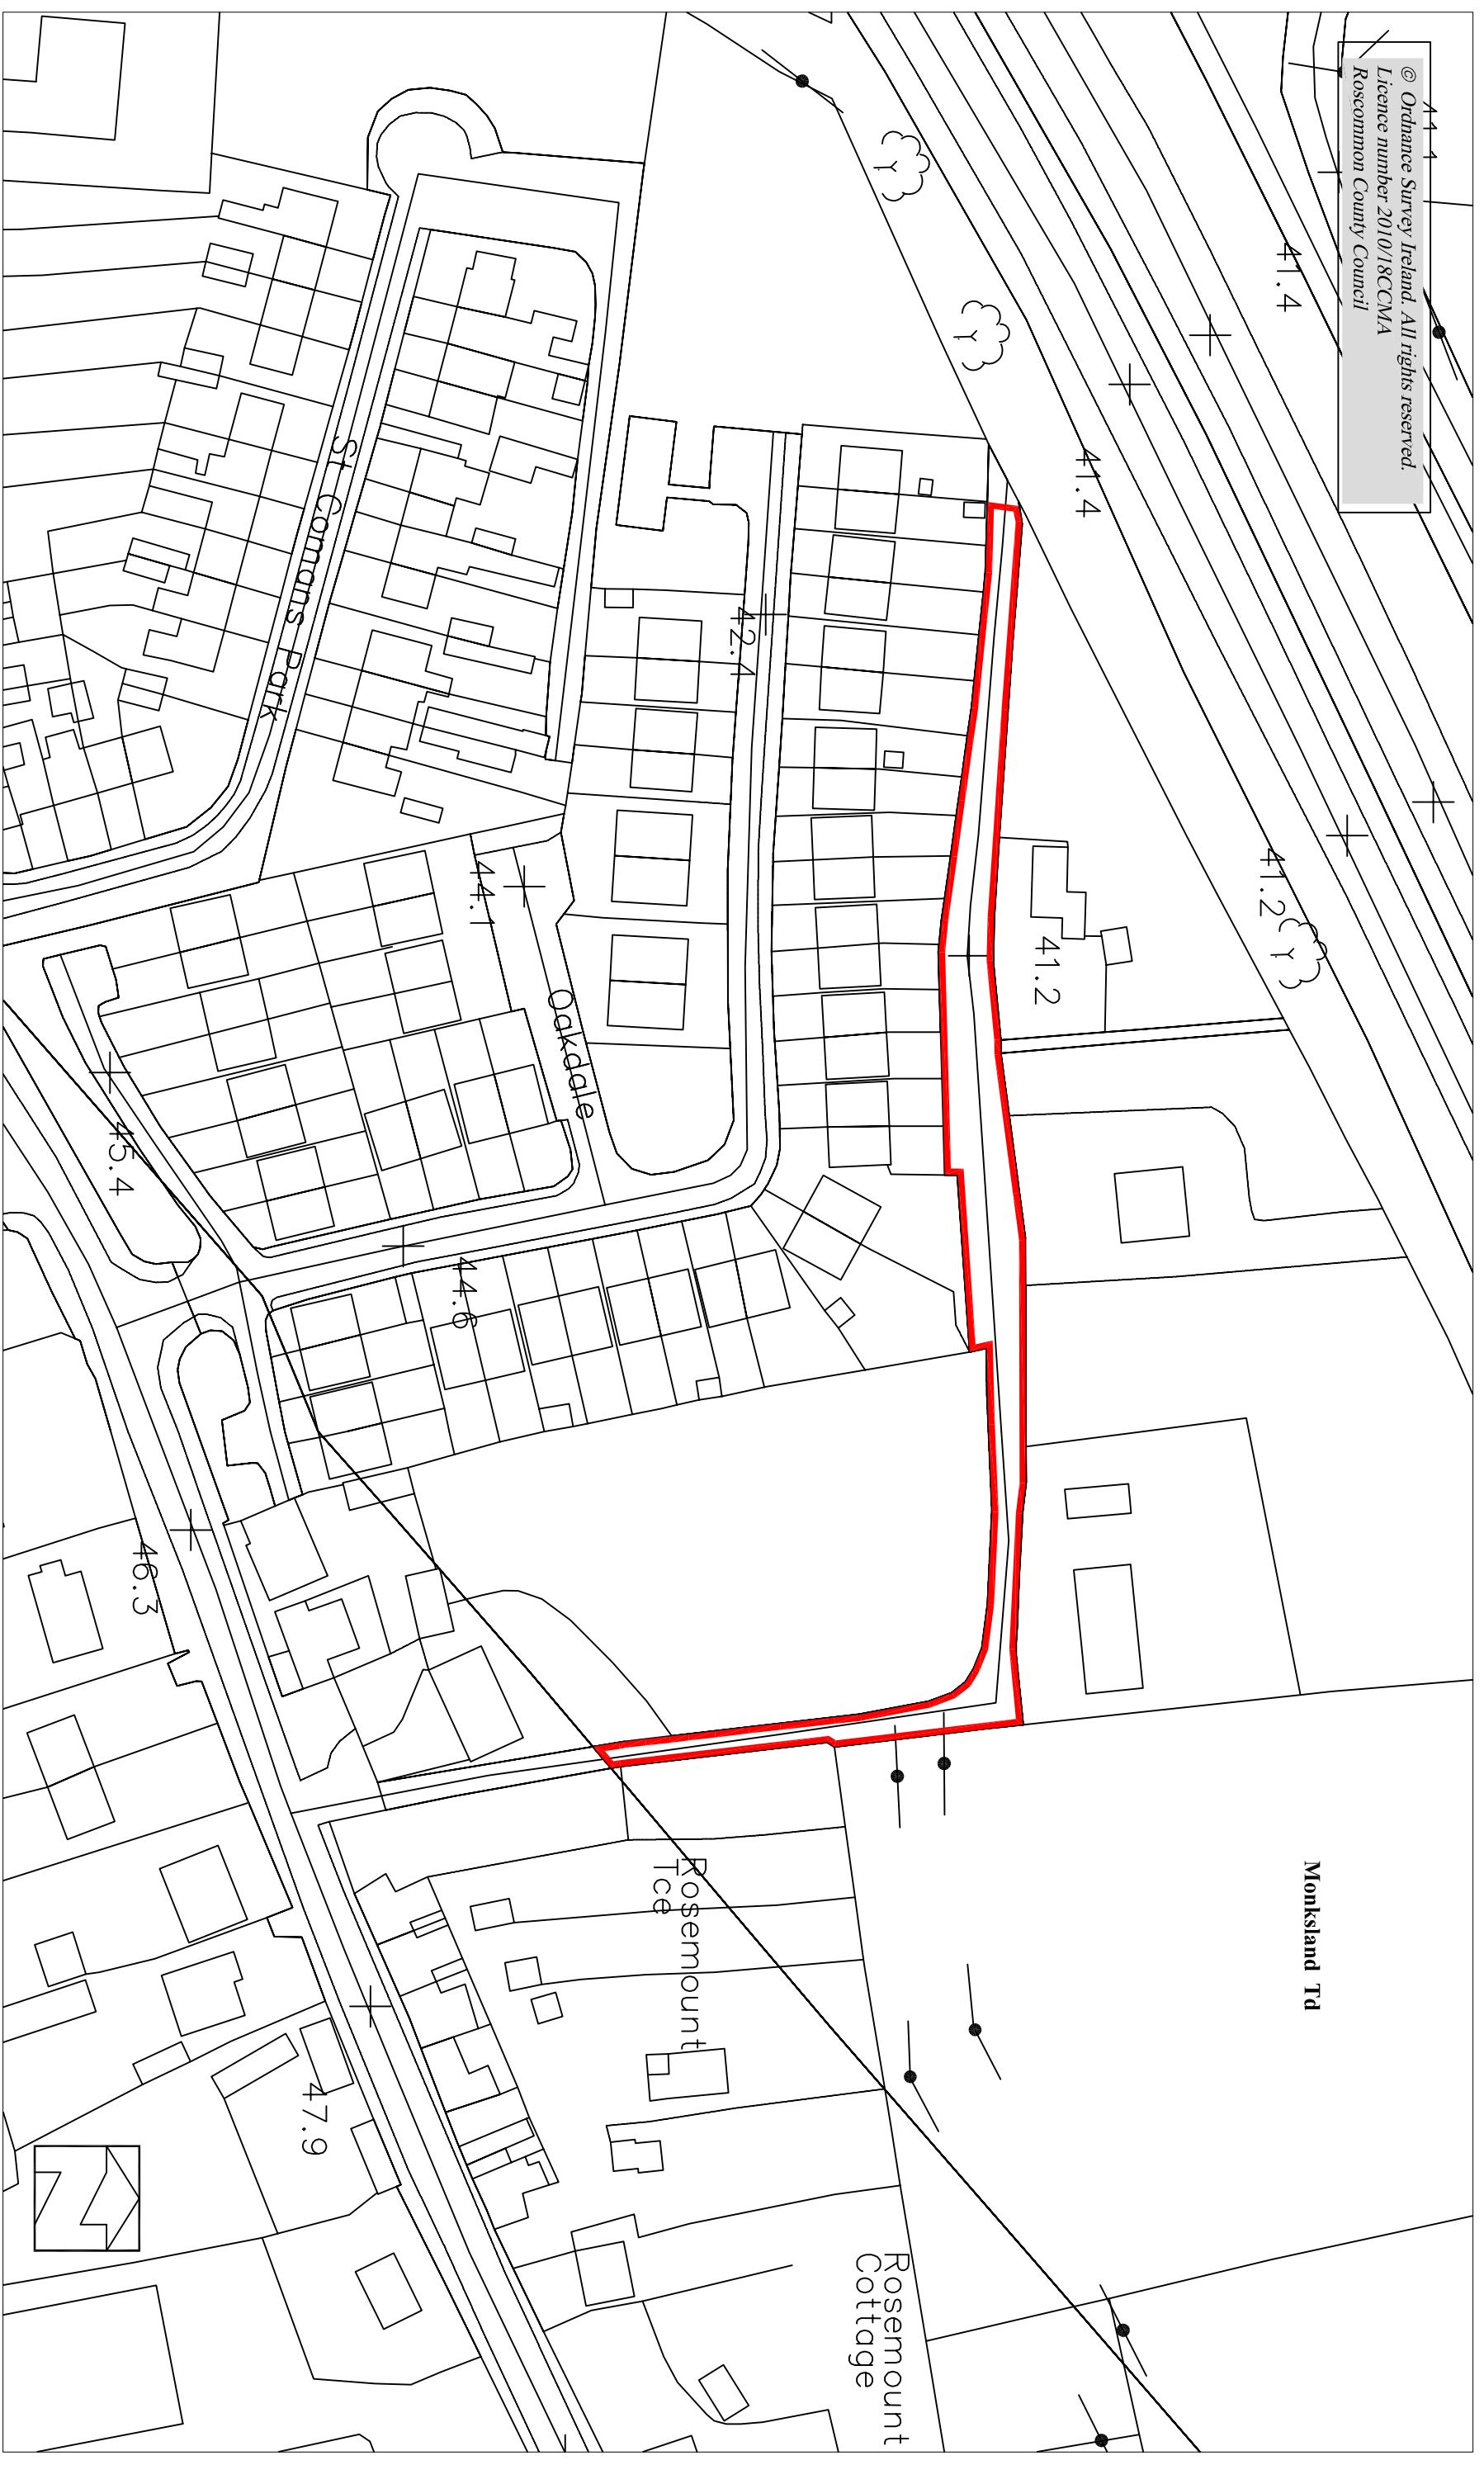 © Ordnance Survey Ireland. All rights reserved.
Licence number 2010/18CCMA
Roscommon County Council
41.4
41.4
41.2
41.2
42.4
St Comans Park
44.1
Oakdale
45.4
44.6
46.3
Rosemount
Tce
Monksland Td
47.9
Rosemount
Cottage
N